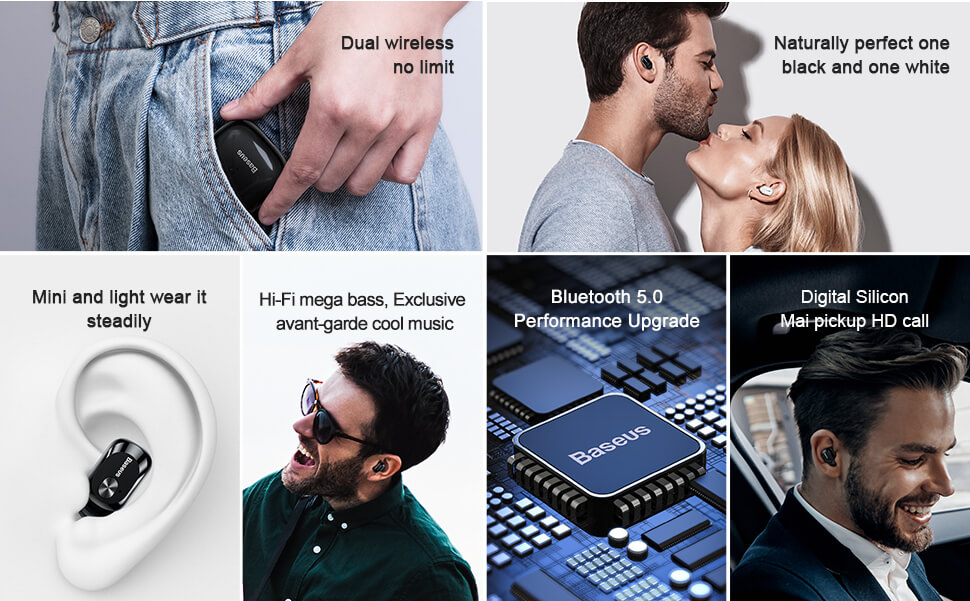 Dual wireless
no limit
Baseus
Naturally perfect one
black and one white
Mini and light wear it
steadily
Baseus
Hi-Fi mega bass, Exclusive
avant-garde cool music
Bluetooth 5.0
Performance Upgrade
Baseus
Digital Silicon
Mai pickup HD call